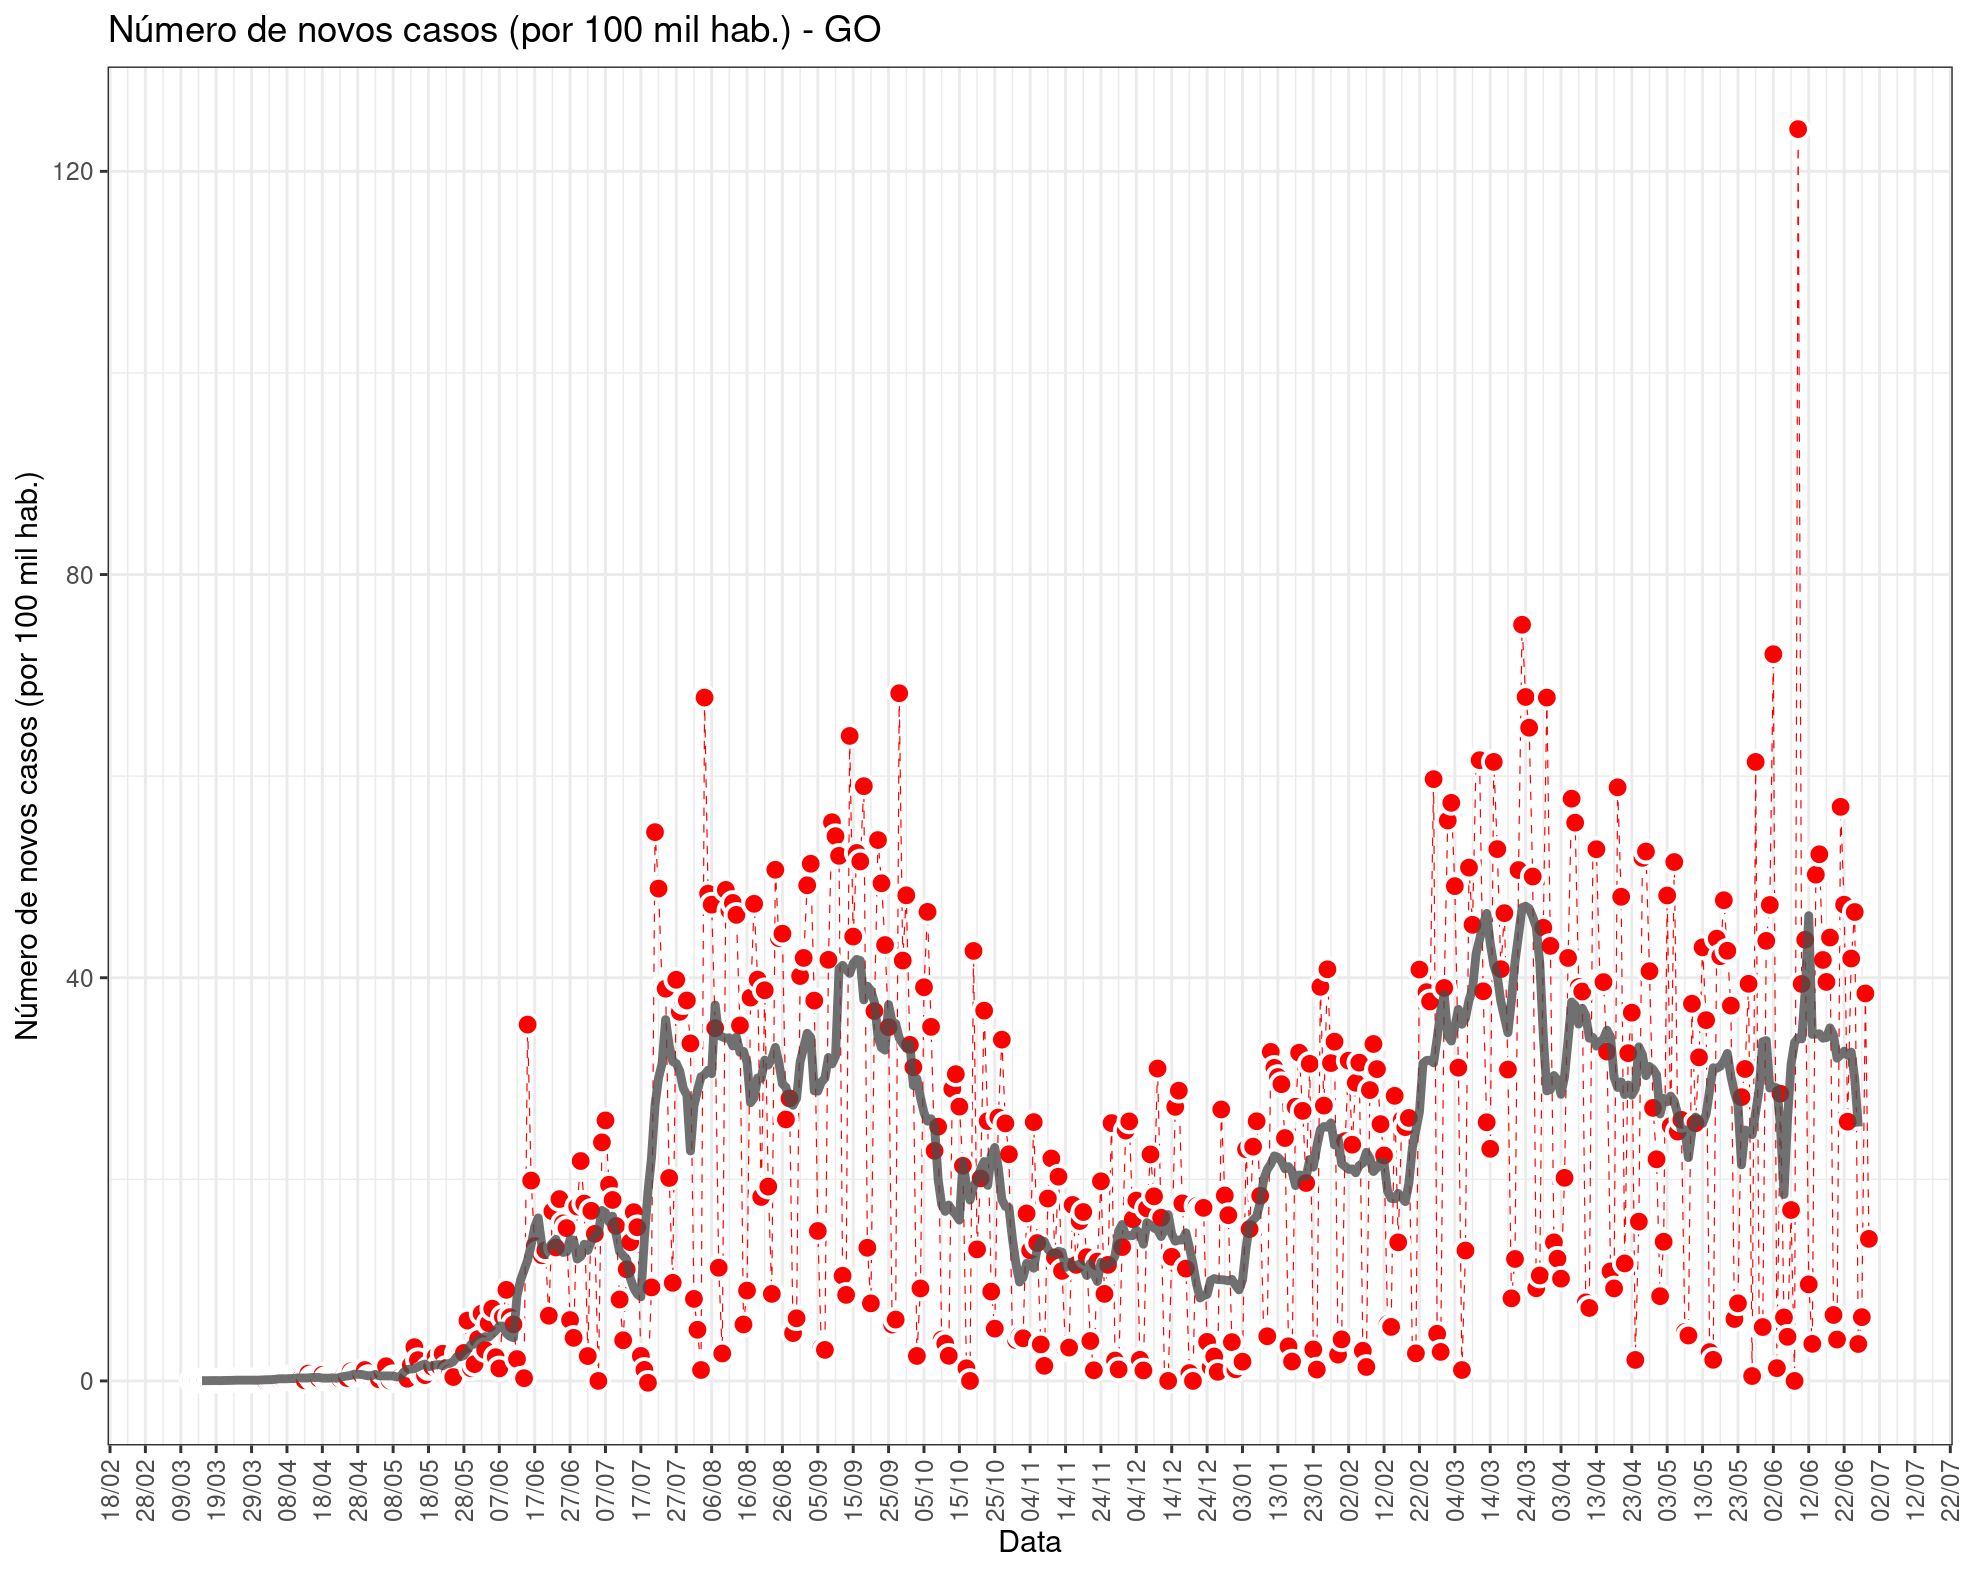 Número de novos casos (por 100 mil hab.) - GO
Número de novos casos (por 100 mil hab.)
120
80
40
0
18/02 28/02 09/03 19/03 29/03 08/04 18/04 28/04 08/05 18/05 28/05 07/06 17/06 27/06 07/07 17/07 27/07 06/08 16/08 26/08 05/09 15/09 25/09 05/10 15/10 25/10 04/11 14/11 24/11 04/12 14/12 24/12 03/01 13/01 23/01 02/02 12/02 22/02 04/03 14/03 24/03 03/04 13/04 23/04 03/05 13/05 23/05 02/06 12/06 22/06 02/07 12/07 22/07
Data